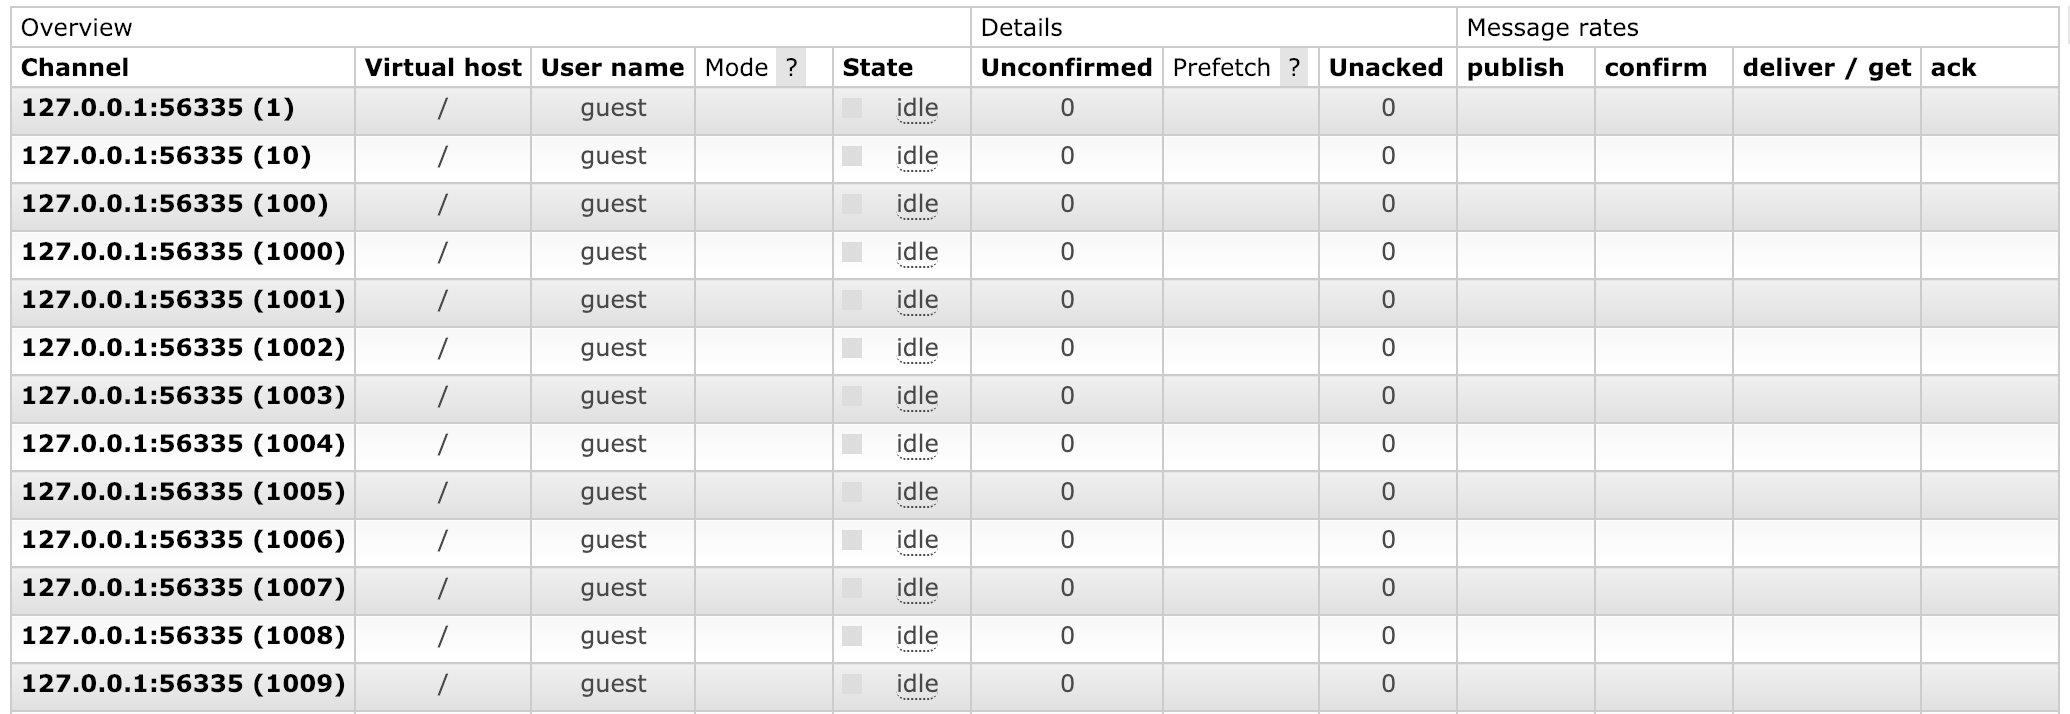 Overview Details Message rates
Channel Virtual host User name Mode ? State Unconfirmed Prefetch ? Unacked publish confirm deliver / get ack
127.0.0.1:56335 (1) / guest idle 0 0
127.0.0.1:56335 (10) / guest idle 0 0
127.0.0.1:56335 (100) / guest idle 0 0
127.0.0.1:56335 (1000) / guest idle 0 0
127.0.0.1:56335 (1001) / guest idle 0 0
127.0.0.1:56335 (1002) / guest idle 0 0
127.0.0.1:56335 (1003) / guest idle 0 0
127.0.0.1:56335 (1004) / guest idle 0 0
127.0.0.1:56335 (1005) / guest idle 0 0
127.0.0.1:56335 (1006) / guest idle 0 0
127.0.0.1:56335 (1007) / guest idle 0 0
127.0.0.1:56335 (1008) / guest idle 0 0
127.0.0.1:56335 (1009) / guest idle 0 0